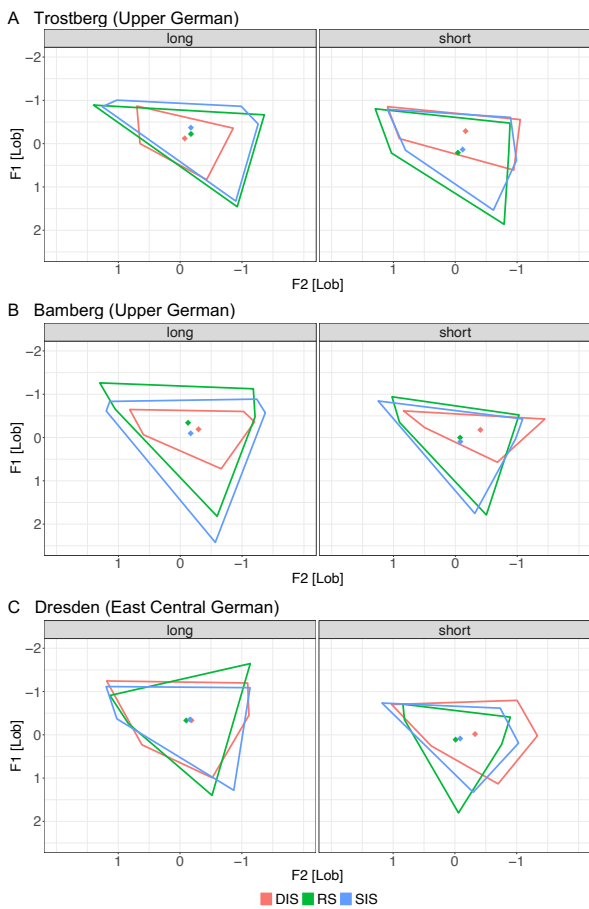 A Trostberg (Upper German)
long short
−2
−1
0
1
2
F1 [Lob]
1 0 −1 1 0 −1
F2 [Lob]
B Bamberg (Upper German)
long short
−2
−1
0
1
2
F1 [Lob]
1 0 −1 1 0 −1
F2 [Lob]
C Dresden (East Central German)
long short
−2
−1
0
1
2
F1 [Lob]
1 0 −1 1 0 −1
F2 [Lob]
DIS RS SIS